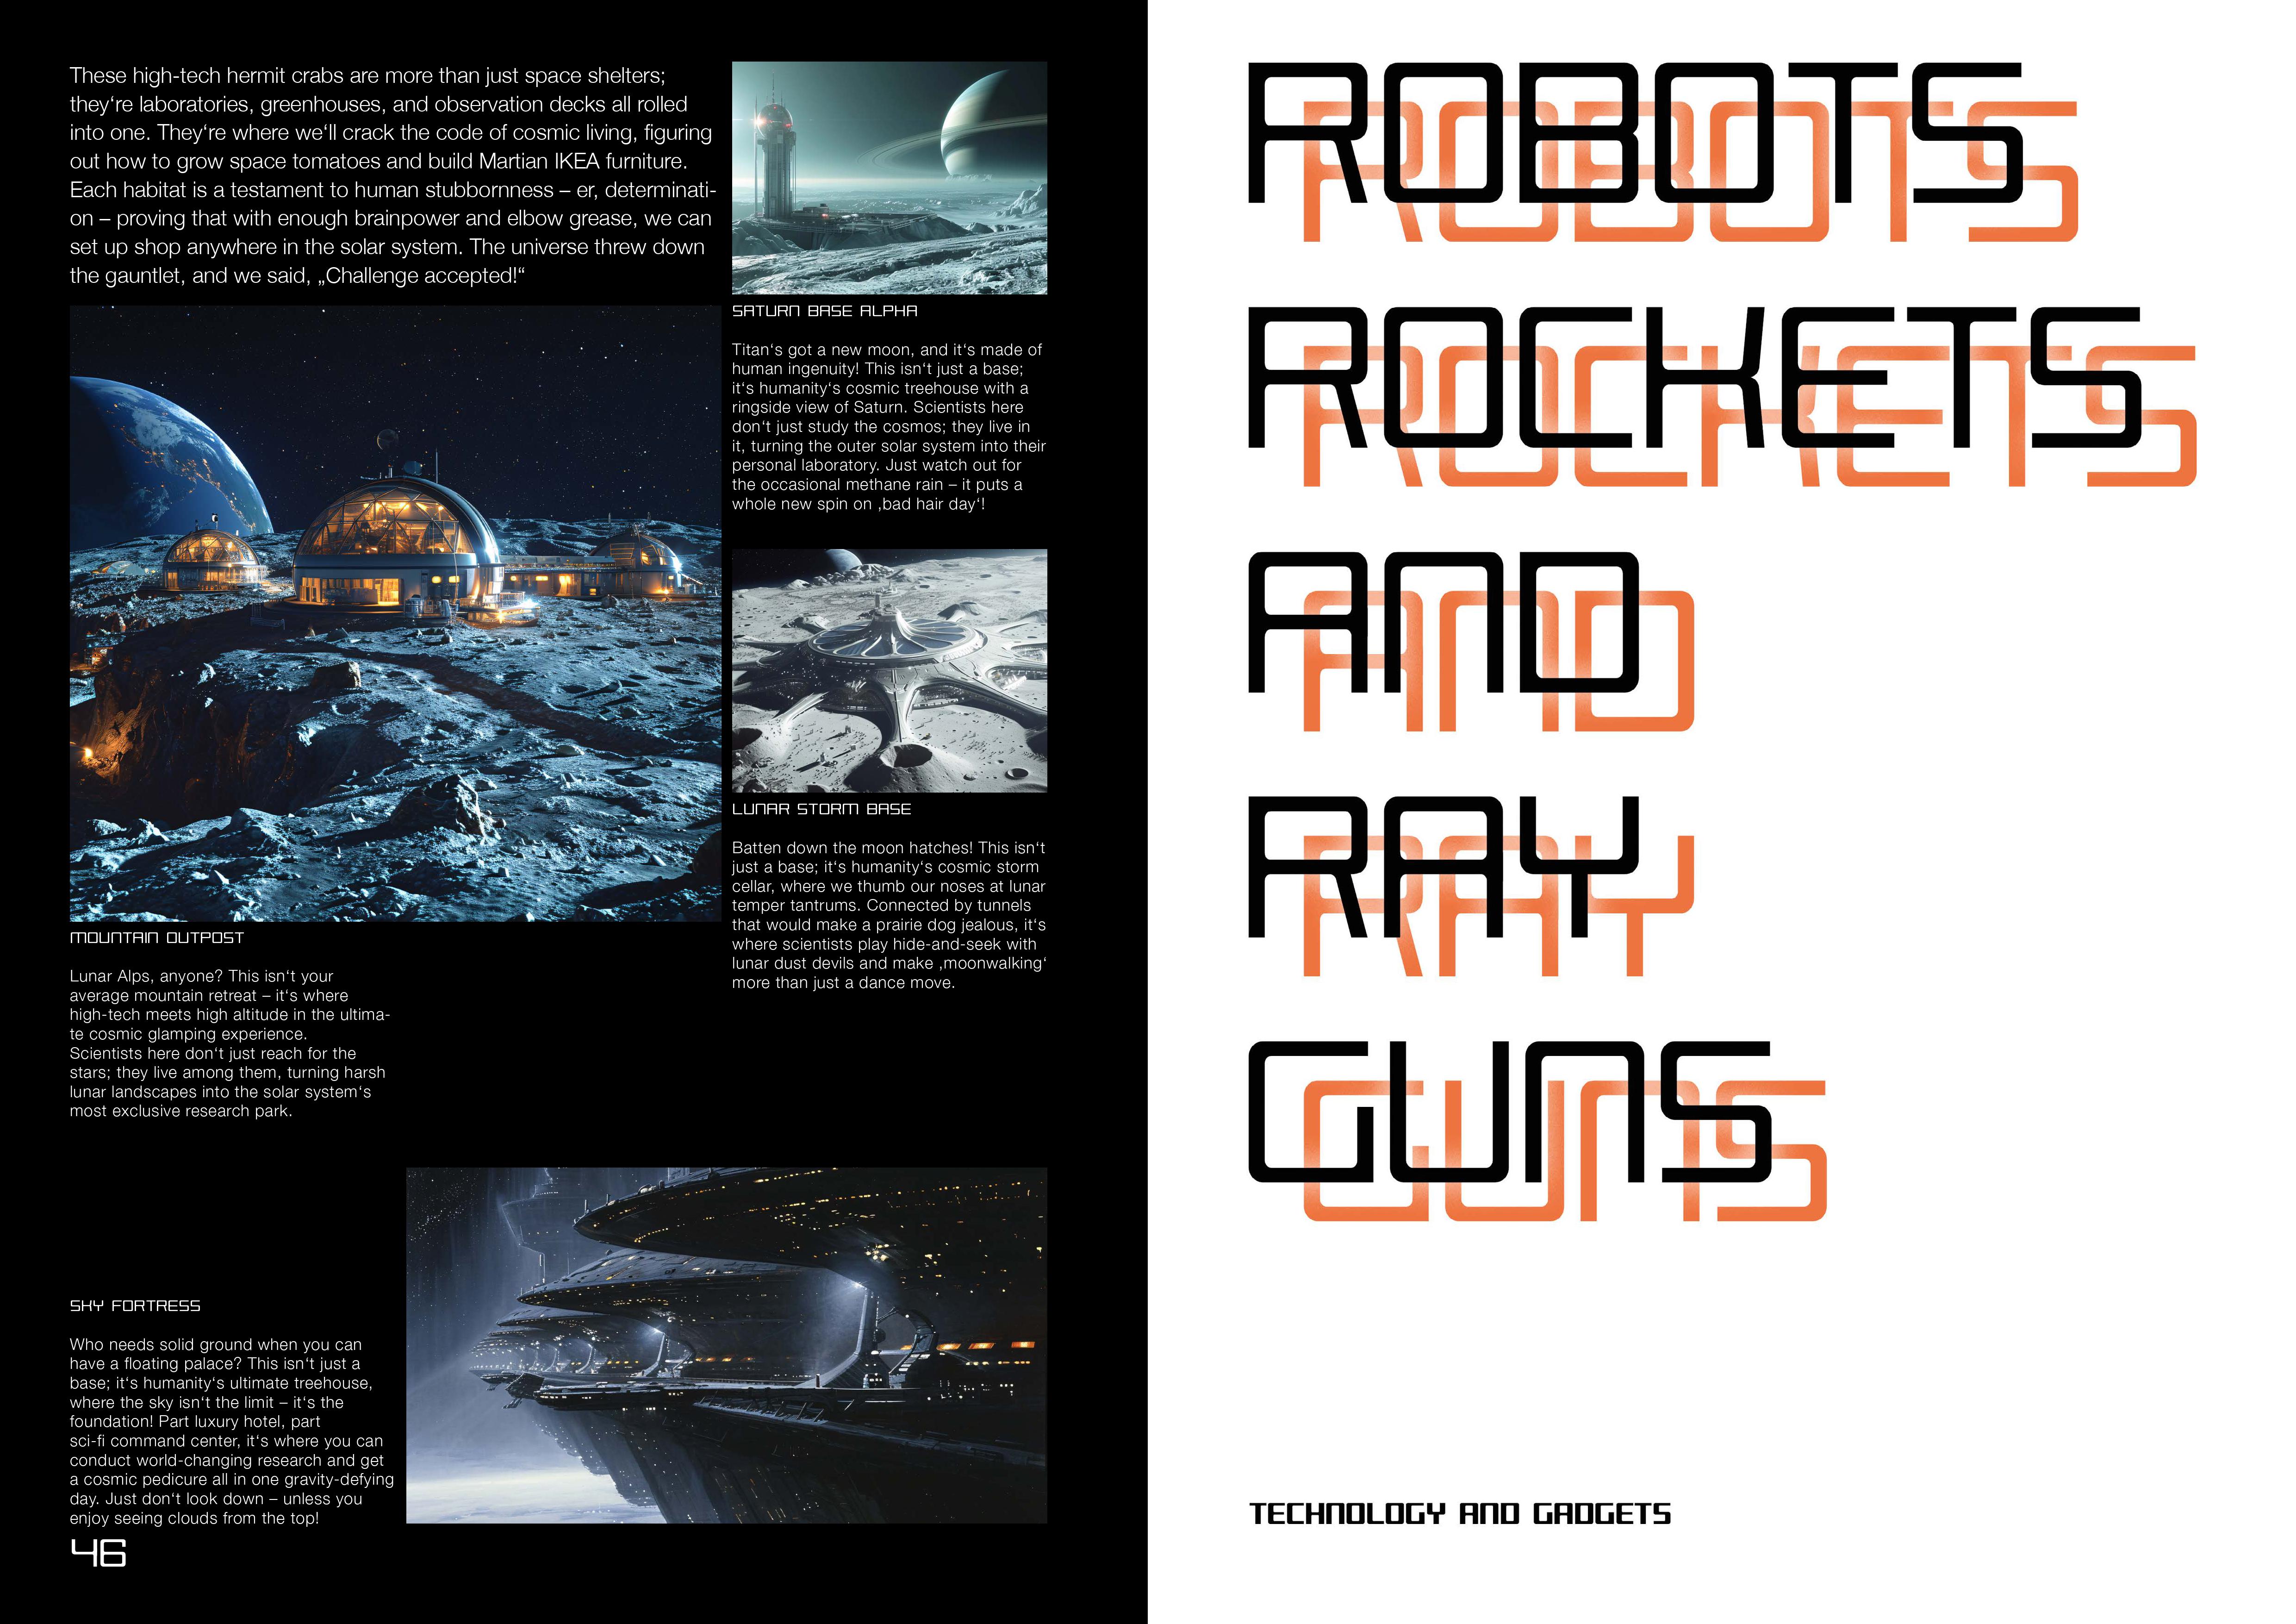 These high-tech hermit crabs are more than just space shelters;
they‘re laboratories, greenhouses, and observation decks all rolled
into one. They‘re where we‘ll crack the code of cosmic living, figuring
out how to grow space tomatoes and build Martian IKEA furniture.
Each habitat is a testament to human stubbornness – er, determinati-
on – proving that with enough brainpower and elbow grease, we can
set up shop anywhere in the solar system. The universe threw down
the gauntlet, and we said, „Challenge accepted!“
SATURN BASE ALPHA
Titan‘s got a new moon, and it‘s made of
human ingenuity! This isn‘t just a base;
it‘s humanity‘s cosmic treehouse with a
ringside view of Saturn. Scientists here
don‘t just study the cosmos; they live in
it, turning the outer solar system into their
personal laboratory. Just watch out for
the occasional methane rain – it puts a
whole new spin on ‚bad hair day‘!
LUNAR STORM BASE
Batten down the moon hatches! This isn‘t
just a base; it‘s humanity‘s cosmic storm
cellar, where we thumb our noses at lunar
temper tantrums. Connected by tunnels
that would make a prairie dog jealous, it‘s
where scientists play hide-and-seek with
lunar dust devils and make ‚moonwalking‘
more than just a dance move.
MOUNTAIN OUTPOST
Lunar Alps, anyone? This isn‘t your
average mountain retreat – it‘s where
high-tech meets high altitude in the ultima-
te cosmic glamping experience.
Scientists here don‘t just reach for the
stars; they live among them, turning harsh
lunar landscapes into the solar system‘s
most exclusive research park.
SKY FORTRESS
Who needs solid ground when you can
have a floating palace? This isn‘t just a
base; it‘s humanity‘s ultimate treehouse,
where the sky isn‘t the limit – it‘s the
foundation! Part luxury hotel, part
sci-fi command center, it‘s where you can
conduct world-changing research and get
a cosmic pedicure all in one gravity-defying
day. Just don‘t look down – unless you
enjoy seeing clouds from the top!
46
ROBOTS
ROCKETS
AND
RAY
GUNS
TECHNOLOGY AND GADGETS